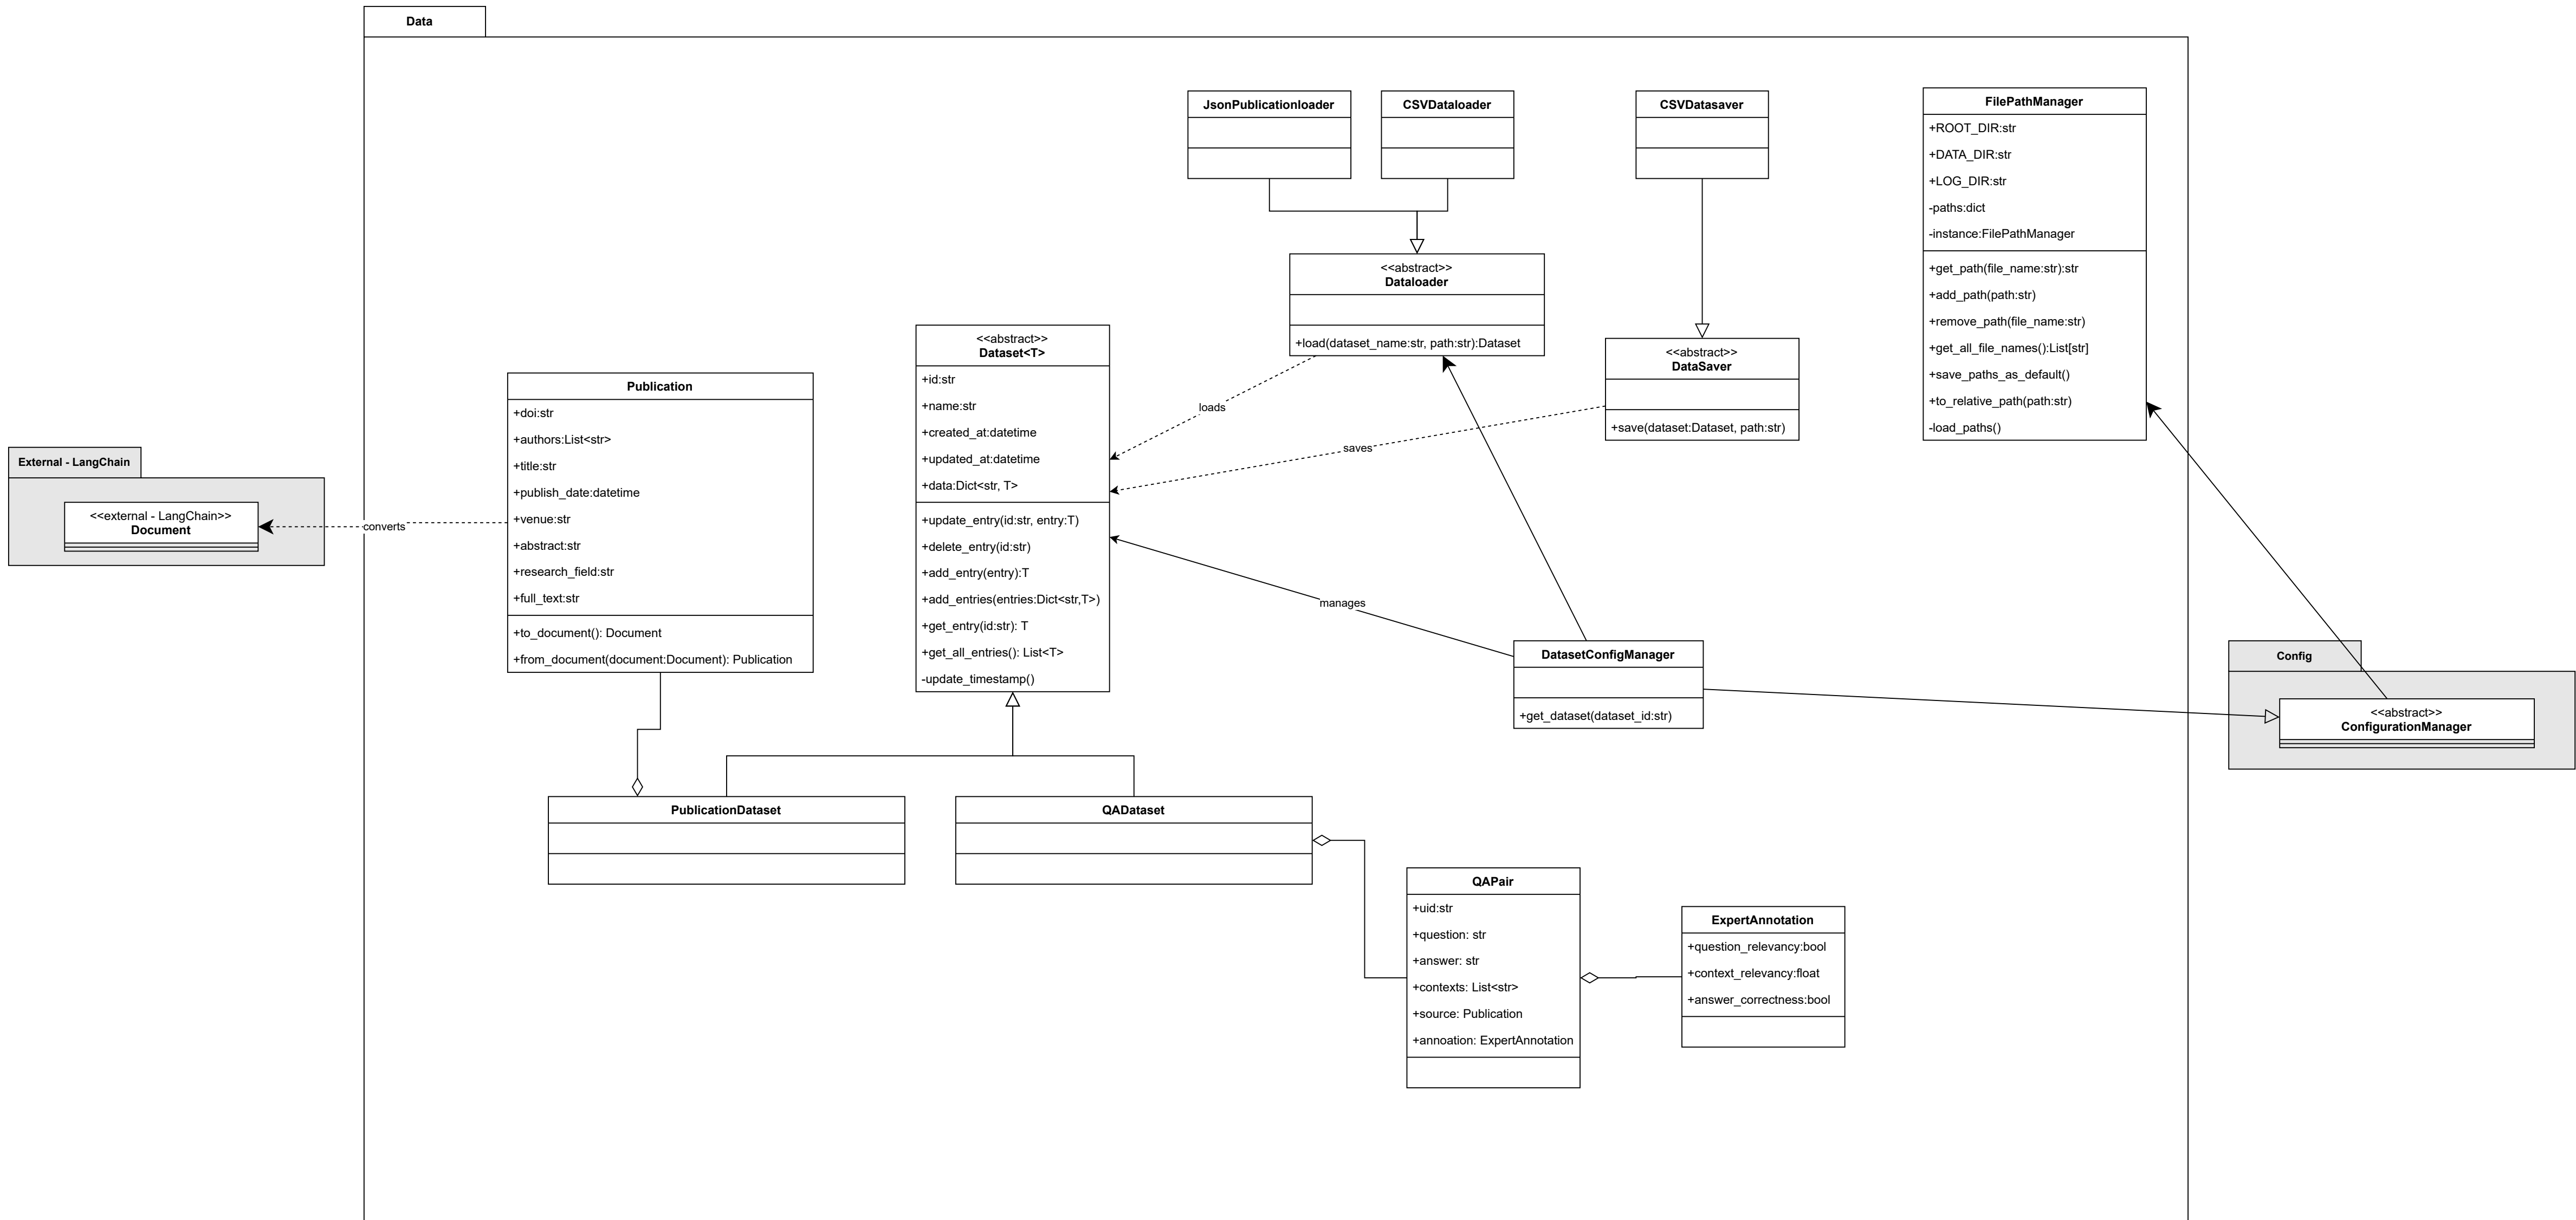 Data
JsonPublicationloader
CSVDataloader
CSVDatasaver
FilePathManager
+ROOT_DIR:str
+DATA_DIR:str
+LOG_DIR:str
-paths:dict
-instance:FilePathManager
+get_path(file_name:str):str
+add_path(path:str)
+remove_path(file_name:str)
+get_all_file_names():List[str]
+save_paths_as_default()
+to_relative_path(path:str)
-load_paths()
<<abstract>>
Dataloader
+load(dataset_name:str, path:str):Dataset
<<abstract>>
DataSaver
+save(dataset:Dataset, path:str)
<<abstract>>
Dataset<T>
+id:str
+name:str
+created_at:datetime
+updated_at:datetime
+data:Dict<str, T>
+update_entry(id:str, entry:T)
+delete_entry(id:str)
+add_entry(entry):T
+add_entries(entries:Dict<str,T>)
+get_entry(id:str): T
+get_all_entries(): List<T>
-update_timestamp()
loads
saves
manages
Publication
+doi:str
+authors:List<str>
+title:str
+publish_date:datetime
+venue:str
+abstract:str
+research_field:str
+full_text:str
+to_document(): Document
+from_document(document:Document): Publication
External - LangChain
<<external - LangChain>>
Document
converts
DatasetConfigManager
+get_dataset(dataset_id:str)
Config
<<abstract>>
ConfigurationManager
PublicationDataset
QADataset
QAPair
+uid:str
+question: str
+answer: str
+contexts: List<str>
+source: Publication
+annoation: ExpertAnnotation
ExpertAnnotation
+question_relevancy:bool
+context_relevancy:float
+answer_correctness:bool